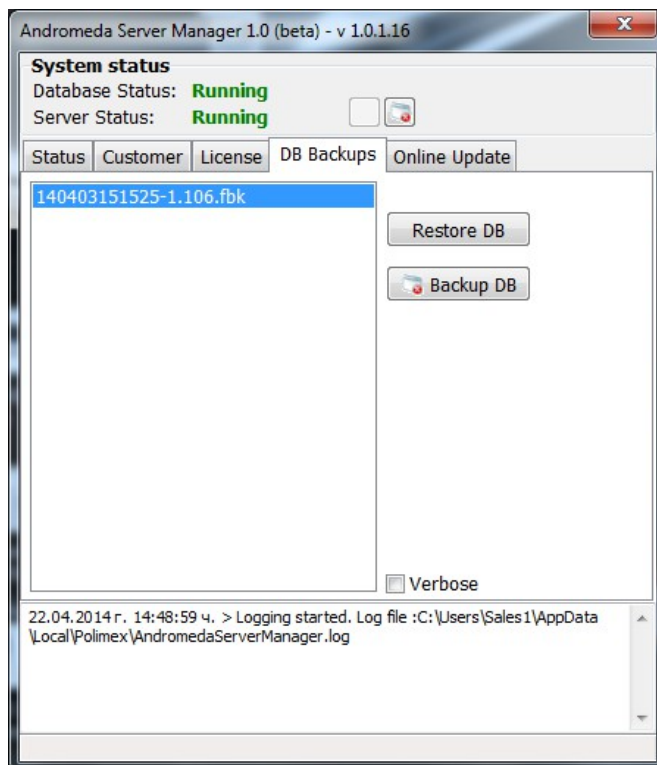 Andromeda Server Manager 1.0 (beta) - v 1.0.1.16
System status
Database Status: Running
Server Status: Running
Status Customer License DB Backups Online Update
140403151525-1.106.fbk
Restore DB
Backup DB
Verbose
22.04.2014 г. 14:48:59 ч. > Logging started. Log file :C:\Users\Sales1\AppData
\Local\Polimex\AndromedaServerManager.log